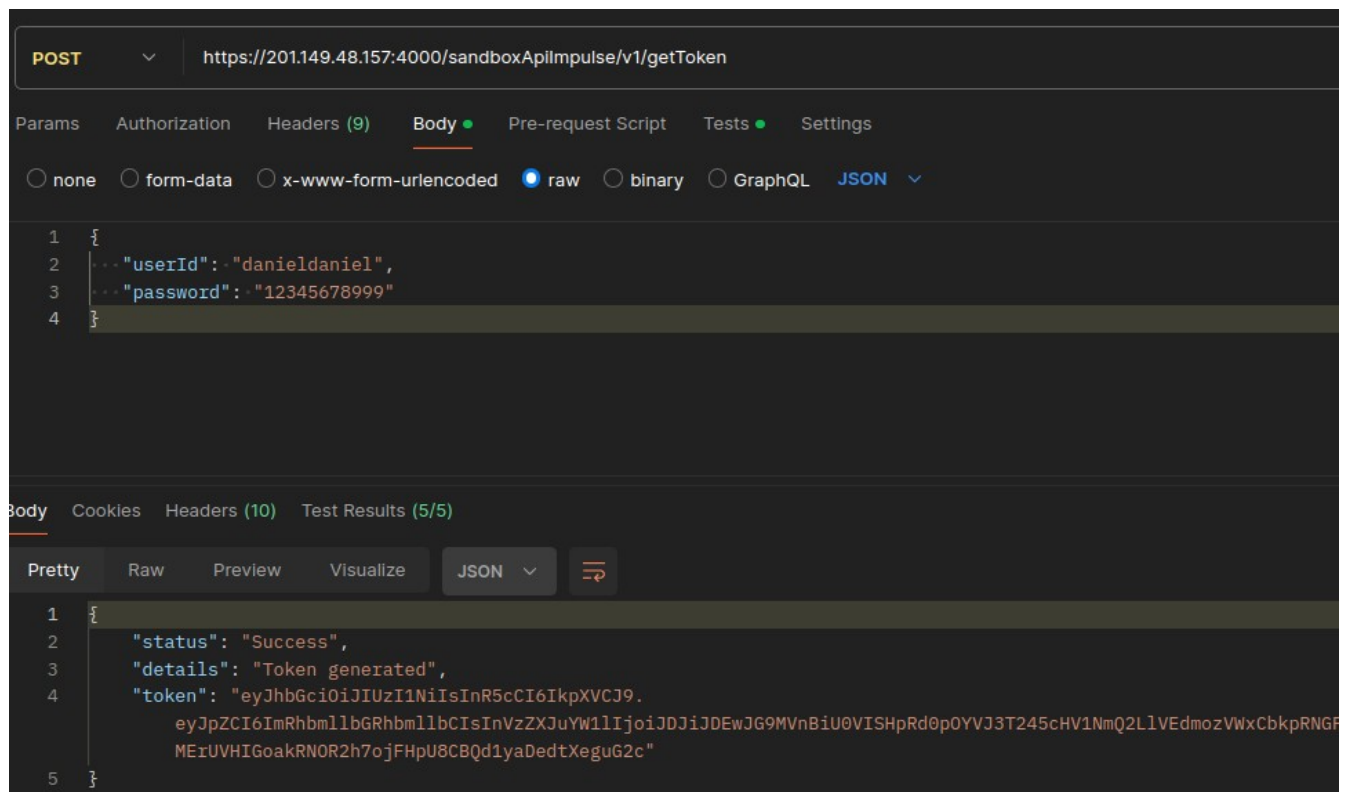 POST https://201.149.48.157:4000/sandboxApiImpulse/v1/getToken
Params Authorization Headers (9) Body Pre-request Script Tests Settings
none form-data x-www-form-urlencoded raw binary GraphQL JSON
1 {
2 "userId": "danieldaniel",
3 "password": "12345678999"
4 }
Body Cookies Headers (10) Test Results (5/5)
Pretty Raw Preview Visualize JSON
1 {
2 "status": "Success",
3 "details": "Token generated",
4 "token": "eyJhbGciOiJIUzI1NiIsInR5cCI6IkpXVCJ9.
eyJpZCI6ImRhbmllbGRhbmllbCIsInVzZXJuYW1lIjoiJDJiJDEwJG9MVnBiU0VISHpRd0pOYVJ3T245cHV1NmQ2LlVEdmozVWxCbkpRNGF
MErUVHIGoakRNOR2h7ojFHpU8CBQd1yaDedtXeguG2c"
5 }